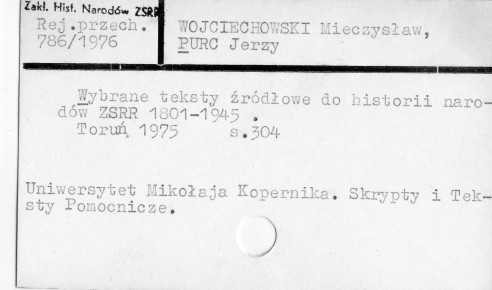 Zakł. Hist. Narodów ZSRR
Rej.przech.
786/1976
WOJCIECHOWSKI Mieczysław,
PURC Jerzy
Wybrane teksty źródłowe do historii naro-
dów ZSRR 1801-1945 .
Toruń 1975 s.304
Uniwersytet Mikołaja Kopernika. Skrypty i Tek-
sty Pomocnicze.